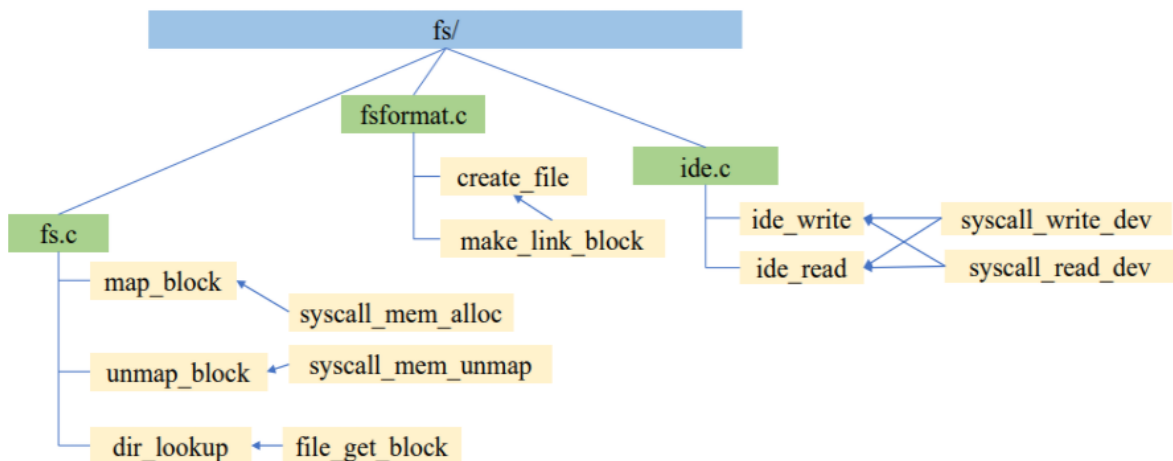 fs/
fsformat.c
create_file
make_link_block
ide.c
ide_write
syscall_write_dev
ide_read
syscall_read_dev
fs.c
map_block
syscall_mem_alloc
unmap_block
syscall_mem_unmap
dir_lookup
file_get_block